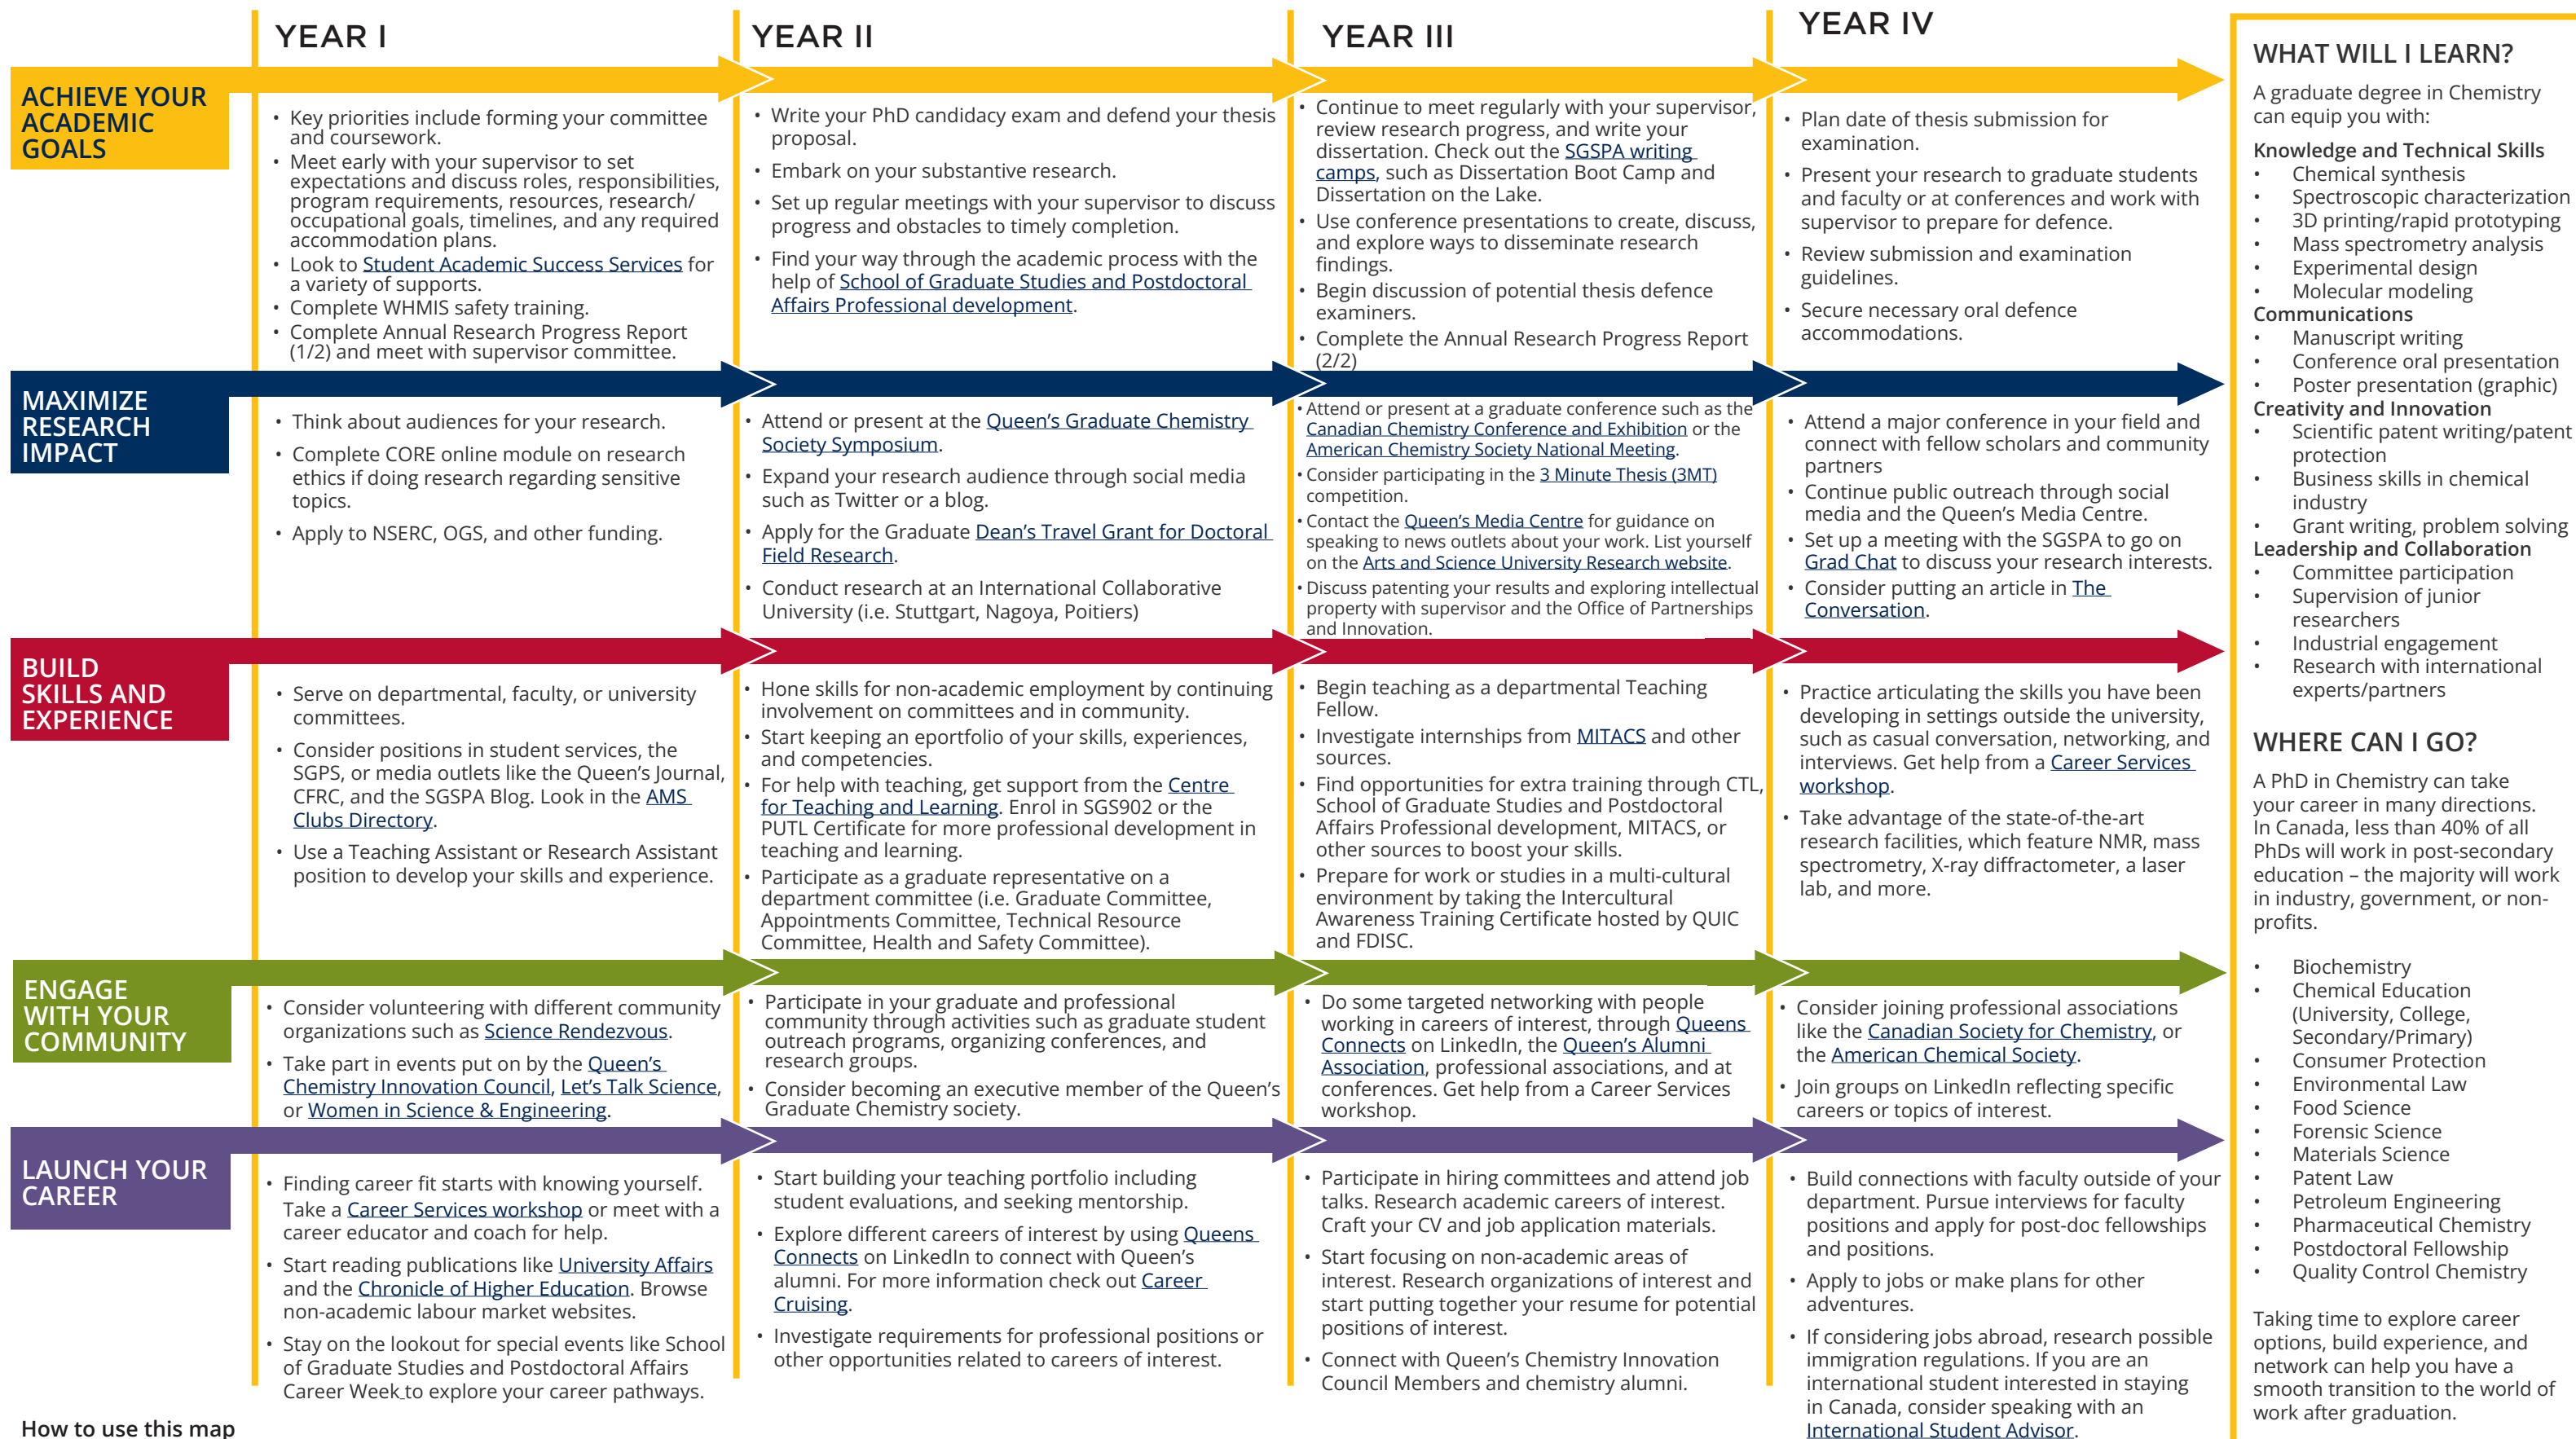 YEAR I
YEAR II
YEAR III
YEAR IV
ACHIEVE YOUR
ACADEMIC
GOALS
• Key priorities include forming your committee
and coursework.
• Meet early with your supervisor to set
expectations and discuss roles, responsibilities,
program requirements, resources, research/
occupational goals, timelines, and any required
accommodation plans.
• Look to Student Academic Success Services for
a variety of supports.
• Complete WHMIS safety training.
• Complete Annual Research Progress Report
(1/2) and meet with supervisor committee.
• Write your PhD candidacy exam and defend your thesis
proposal.
• Embark on your substantive research.
• Set up regular meetings with your supervisor to discuss
progress and obstacles to timely completion.
• Find your way through the academic process with the
help of School of Graduate Studies and Postdoctoral
Affairs Professional development.
• Continue to meet regularly with your supervisor,
review research progress, and write your
dissertation. Check out the SGSPA writing
camps, such as Dissertation Boot Camp and
Dissertation on the Lake.
• Use conference presentations to create, discuss,
and explore ways to disseminate research
findings.
• Begin discussion of potential thesis defence
examiners.
• Complete the Annual Research Progress Report
(2/2)
• Plan date of thesis submission for
examination.
• Present your research to graduate students
and faculty or at conferences and work with
supervisor to prepare for defence.
• Review submission and examination
guidelines.
• Secure necessary oral defence
accommodations.
MAXIMIZE
RESEARCH
IMPACT
• Think about audiences for your research.
• Complete CORE online module on research
ethics if doing research regarding sensitive
topics.
• Apply to NSERC, OGS, and other funding.
• Attend or present at the Queen's Graduate Chemistry
Society Symposium.
• Expand your research audience through social media
such as Twitter or a blog.
• Apply for the Graduate Dean's Travel Grant for Doctoral
Field Research.
• Conduct research at an International Collaborative
University (i.e. Stuttgart, Nagoya, Poitiers)
• Attend or present at a graduate conference such as the
Canadian Chemistry Conference and Exhibition or the
American Chemistry Society National Meeting.
• Consider participating in the 3 Minute Thesis (3MT)
competition.
• Contact the Queen's Media Centre for guidance on
speaking to news outlets about your work. List yourself
on the Arts and Science University Research website.
• Discuss patenting your results and exploring intellectual
property with supervisor and the Office of Partnerships
and Innovation.
• Attend a major conference in your field and
connect with fellow scholars and community
partners
• Continue public outreach through social
media and the Queen's Media Centre.
• Set up a meeting with the SGSPA to go on
Grad Chat to discuss your research interests.
• Consider putting an article in The
Conversation.
BUILD
SKILLS AND
EXPERIENCE
• Serve on departmental, faculty, or university
committees.
• Consider positions in student services, the
SGPS, or media outlets like the Queen's Journal,
CFRC, and the SGSPA Blog. Look in the AMS
Clubs Directory.
• Use a Teaching Assistant or Research Assistant
position to develop your skills and experience.
• Hone skills for non-academic employment by continuing
involvement on committees and in community.
• Start keeping an eportfolio of your skills, experiences,
and competencies.
• For help with teaching, get support from the Centre
for Teaching and Learning. Enrol in SGS902 or the
PUTL Certificate for more professional development in
teaching and learning.
• Participate as a graduate representative on a
department committee (i.e. Graduate Committee,
Appointments Committee, Technical Resource
Committee, Health and Safety Committee).
• Begin teaching as a departmental Teaching
Fellow.
• Investigate internships from MITACS and other
sources.
• Find opportunities for extra training through CTL,
School of Graduate Studies and Postdoctoral
Affairs Professional development, MITACS, or
other sources to boost your skills.
• Prepare for work or studies in a multi-cultural
environment by taking the Intercultural
Awareness Training Certificate hosted by QUIC
and FDISC.
• Practice articulating the skills you have been
developing in settings outside the university,
such as casual conversation, networking, and
interviews. Get help from a Career Services
workshop.
• Take advantage of the state-of-the-art
research facilities, which feature NMR, mass
spectrometry, X-ray diffractometer, a laser
lab, and more.
ENGAGE
WITH YOUR
COMMUNITY
• Consider volunteering with different community
organizations such as Science Rendezvous.
• Take part in events put on by the Queen's
Chemistry Innovation Council, Let's Talk Science,
or Women in Science & Engineering.
• Participate in your graduate and professional
community through activities such as graduate student
outreach programs, organizing conferences, and
research groups.
• Consider becoming an executive member of the Queen's
Graduate Chemistry society.
• Do some targeted networking with people
working in careers of interest, through Queens
Connects on LinkedIn, the Queen's Alumni
Association, professional associations, and at
conferences. Get help from a Career Services
workshop.
• Consider joining professional associations
like the Canadian Society for Chemistry, or
the American Chemical Society.
• Join groups on LinkedIn reflecting specific
careers or topics of interest.
LAUNCH YOUR
CAREER
• Finding career fit starts with knowing yourself.
Take a Career Services workshop or meet with a
career educator and coach for help.
• Start reading publications like University Affairs
and the Chronicle of Higher Education. Browse
non-academic labour market websites.
• Stay on the lookout for special events like School
of Graduate Studies and Postdoctoral Affairs
Career Week to explore your career pathways.
• Start building your teaching portfolio including
student evaluations, and seeking mentorship.
• Explore different careers of interest by using Queens
Connects on LinkedIn to connect with Queen's
alumni. For more information check out Career
Cruising.
• Investigate requirements for professional positions or
other opportunities related to careers of interest.
• Participate in hiring committees and attend job
talks. Research academic careers of interest.
Craft your CV and job application materials.
• Start focusing on non-academic areas of
interest. Research organizations of interest and
start putting together your resume for potential
positions of interest.
• Connect with Queen's Chemistry Innovation
Council Members and chemistry alumni.
• Build connections with faculty outside of your
department. Pursue interviews for faculty
positions and apply for post-doc fellowships
and positions.
• Apply to jobs or make plans for other
adventures.
• If considering jobs abroad, research possible
immigration regulations. If you are an
international student interested in staying
in Canada, consider speaking with an
International Student Advisor.
WHAT WILL I LEARN?
A graduate degree in Chemistry
can equip you with:
Knowledge and Technical Skills
• Chemical synthesis
• Spectroscopic characterization
• 3D printing/rapid prototyping
• Mass spectrometry analysis
• Experimental design
• Molecular modeling
Communications
• Manuscript writing
• Conference oral presentation
• Poster presentation (graphic)
Creativity and Innovation
• Scientific patent writing/patent
protection
• Business skills in chemical
industry
• Grant writing, problem solving
Leadership and Collaboration
• Committee participation
• Supervision of junior
researchers
• Industrial engagement
• Research with international
experts/partners
WHERE CAN I GO?
A PhD in Chemistry can take
your career in many directions.
In Canada, less than 40% of all
PhDs will work in post-secondary
education – the majority will work
in industry, government, or non-
profits.
• Biochemistry
• Chemical Education
(University, College,
Secondary/Primary)
• Consumer Protection
• Environmental Law
• Food Science
• Forensic Science
• Materials Science
• Patent Law
• Petroleum Engineering
• Pharmaceutical Chemistry
• Postdoctoral Fellowship
• Quality Control Chemistry
Taking time to explore career
options, build experience, and
network can help you have a
smooth transition to the world of
work after graduation.
How to use this map